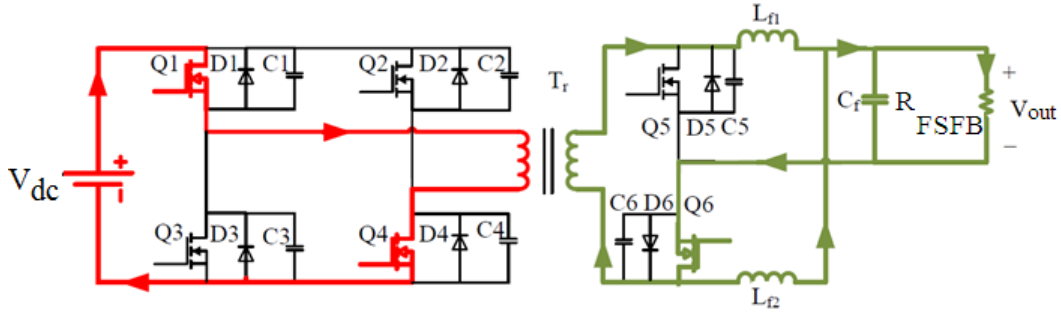 Q1 D1 C1 Q2 D2 C2
Lf1
Tr
Q5 D5 C5
Cf R
FSFB
+
Vout
−
Vdc
+
Q3 D3 C3 Q4 D4 C4
C6 D6 Q6
Lf2